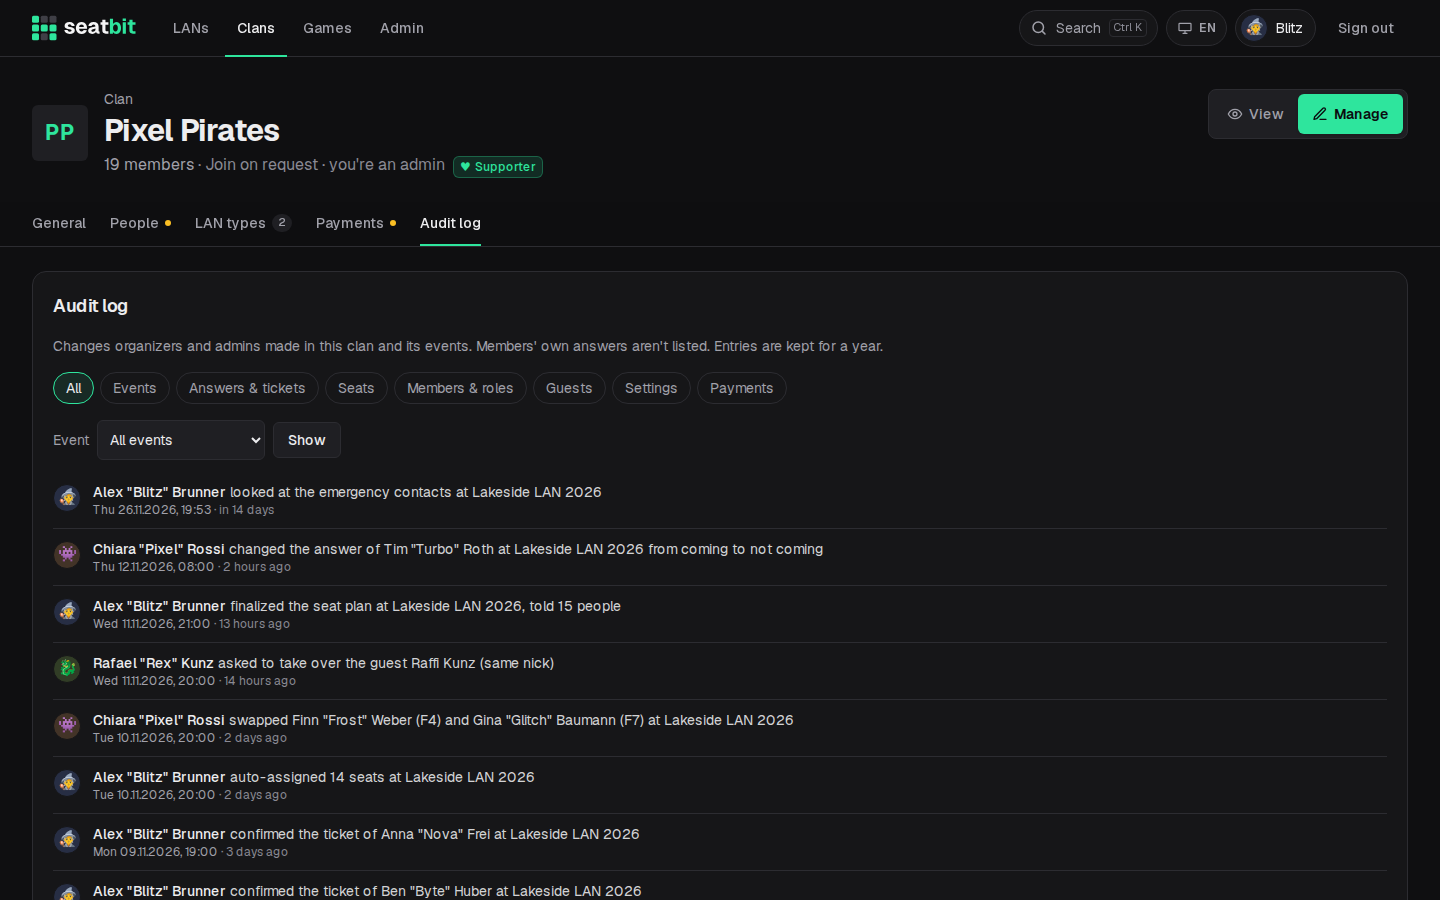 seatbit LANs Clans Games Admin Search Ctrl K EN Blitz Sign out
Clan
PP Pixel Pirates View Manage
19 members · Join on request · you're an admin ♥ Supporter
General People LAN types 2 Payments Audit log
Audit log
Changes organizers and admins made in this clan and its events. Members' own answers aren't listed. Entries are kept for a year.
All Events Answers & tickets Seats Members & roles Guests Settings Payments
Event All events Show
Alex "Blitz" Brunner looked at the emergency contacts at Lakeside LAN 2026
Thu 26.11.2026, 19:53 · in 14 days
Chiara "Pixel" Rossi changed the answer of Tim "Turbo" Roth at Lakeside LAN 2026 from coming to not coming
Thu 12.11.2026, 08:00 · 2 hours ago
Alex "Blitz" Brunner finalized the seat plan at Lakeside LAN 2026, told 15 people
Wed 11.11.2026, 21:00 · 13 hours ago
Rafael "Rex" Kunz asked to take over the guest Raffi Kunz (same nick)
Wed 11.11.2026, 20:00 · 14 hours ago
Chiara "Pixel" Rossi swapped Finn "Frost" Weber (F4) and Gina "Glitch" Baumann (F7) at Lakeside LAN 2026
Tue 10.11.2026, 20:00 · 2 days ago
Alex "Blitz" Brunner auto-assigned 14 seats at Lakeside LAN 2026
Tue 10.11.2026, 20:00 · 2 days ago
Alex "Blitz" Brunner confirmed the ticket of Anna "Nova" Frei at Lakeside LAN 2026
Mon 09.11.2026, 19:00 · 3 days ago
Alex "Blitz" Brunner confirmed the ticket of Ben "Byte" Huber at Lakeside LAN 2026